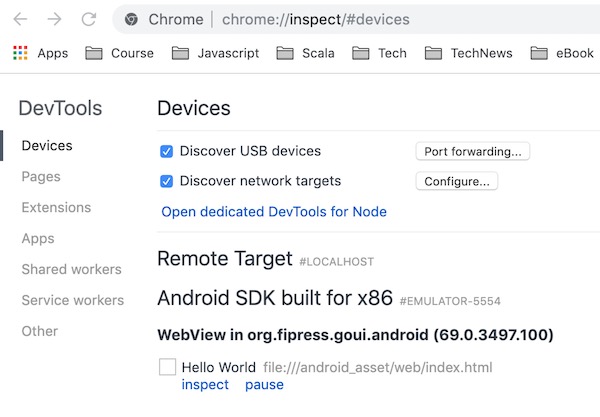 Chrome | chrome://inspect/#devices
Apps Course Javascript Scala Tech TechNews eBook
DevTools
Devices
Pages
Extensions
Apps
Shared workers
Service workers
Other
Devices
Discover USB devices Port forwarding...
Discover network targets Configure...
Open dedicated DevTools for Node
Remote Target #LOCALHOST
Android SDK built for x86 #EMULATOR-5554
WebView in org.fipress.goui.android (69.0.3497.100)
Hello World file:///android_asset/web/index.html
inspect pause